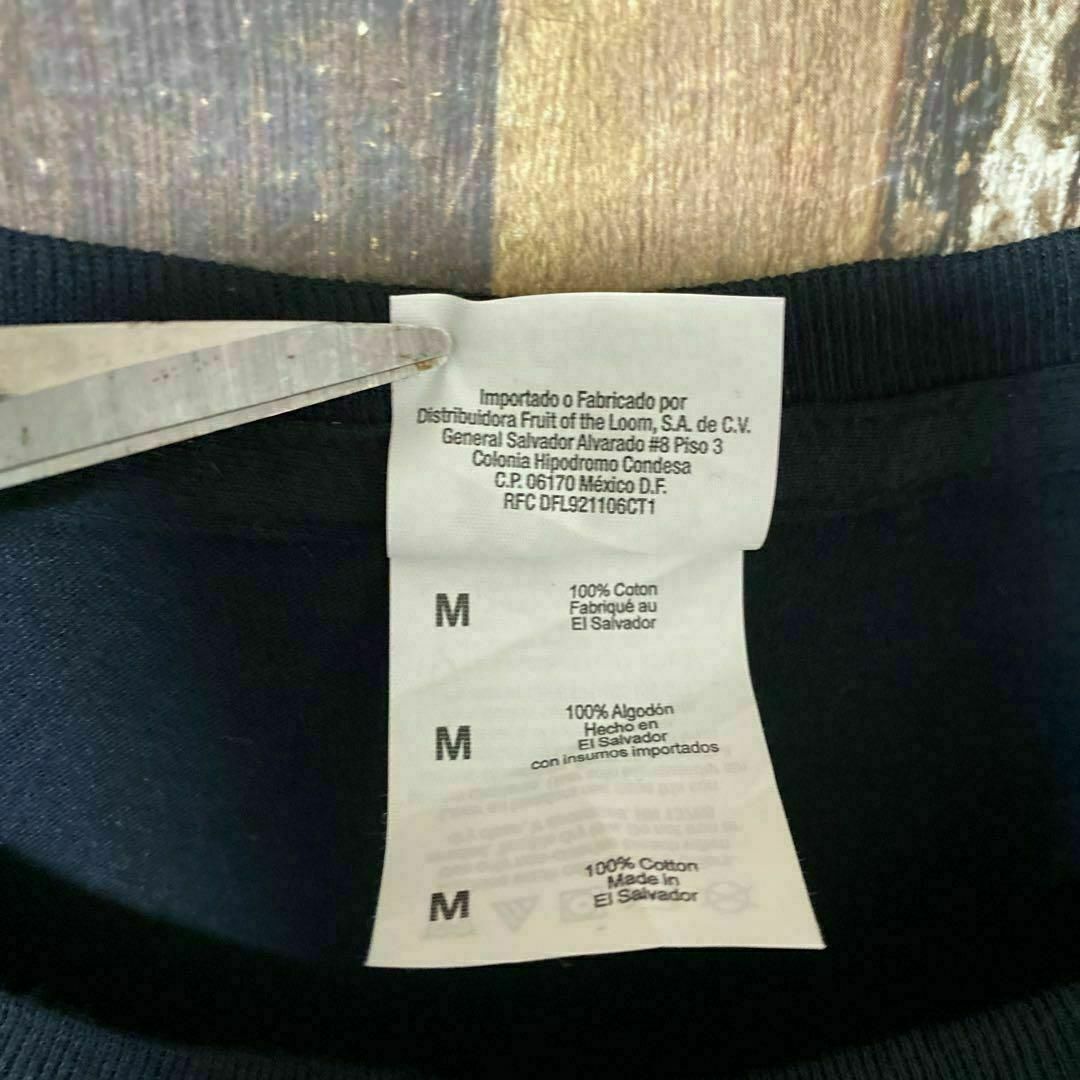 Importado o Fabricado por
Distribuidora Fruit of the Loom, S.A. de C.V.
General Salvador Alvarado #8 Piso 3
Colonia Hipodromo Condesa
C.P. 06170 México D.F.
RFC DFL921106CT1
M
100% Coton
Fabriqué au
El Salvador
M
100% Algodón
Hecho en
El Salvador
con insumos importados
M
100% Cotton
Made in
El Salvador